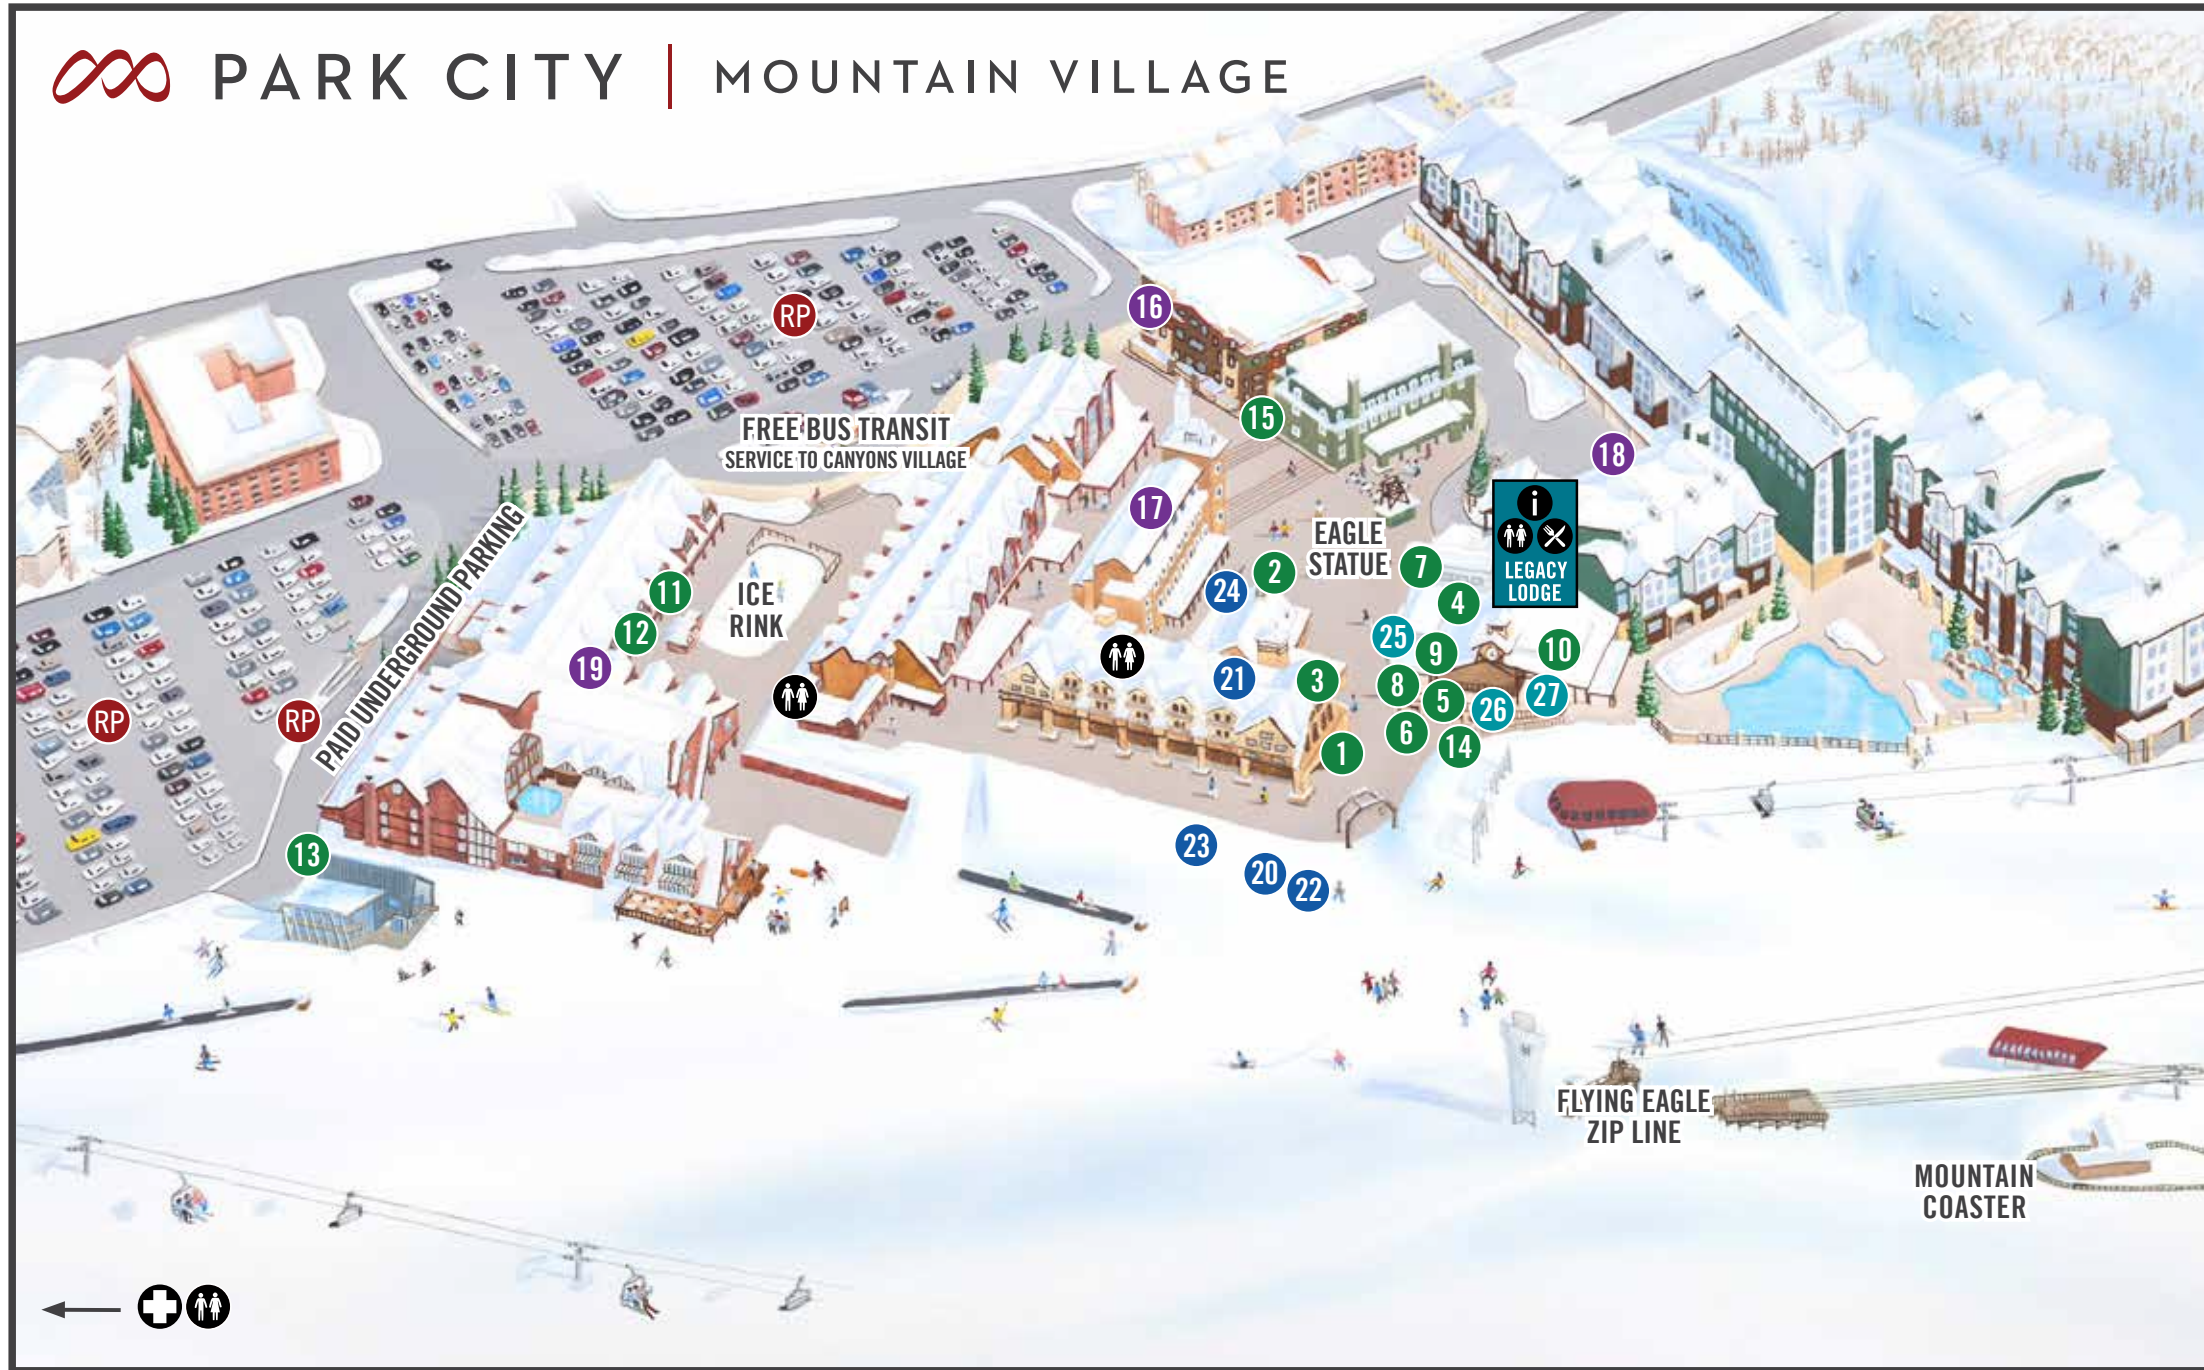 PARK CITY | MOUNTAIN VILLAGE
RP
16
FREE BUS TRANSIT
SERVICE TO CANYONS VILLAGE
15
18
17
i
LEGACY
LODGE
EAGLE
STATUE
PAID UNDERGROUND PARKING
ICE
RINK
11
12
19
24
2
7
4
25
9
10
21
3
8
5
26
27
6
14
1
RP
RP
13
23
20
22
FLYING EAGLE
ZIP LINE
MOUNTAIN
COASTER